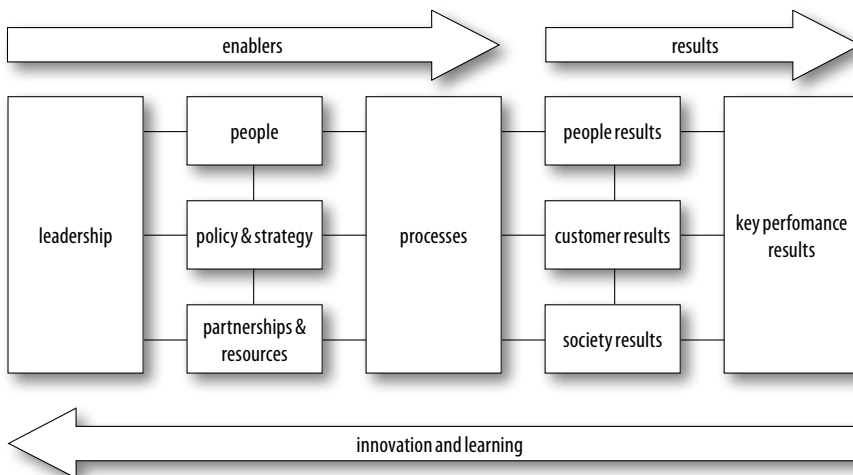 enablers
results
leadership
people
policy & strategy
partnerships &
resources
processes
people results
customer results
society results
key perfomance
results
innovation and learning